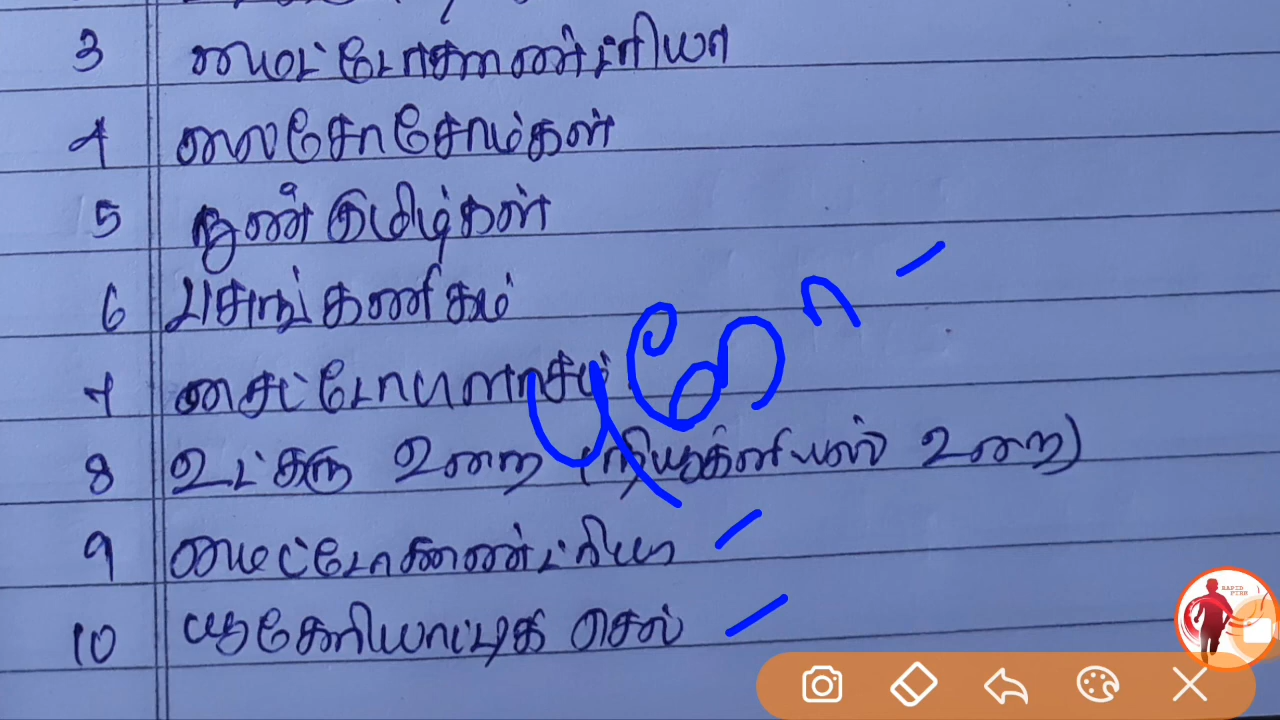 3 மைட்டோகாண்ட்ரியா
4 லைசோசோம்கள்
5 நுண்குமிழ்கள்
6 பசுங்கணிகம்
7 சைட்டோபிளாசம்
8 உட்கரு உறை (நியூக்ளியஸ் உறை)
9 மைட்டோகாண்ட்ரியா
10 யூகேரியாட்டிக் செல்
RAPID